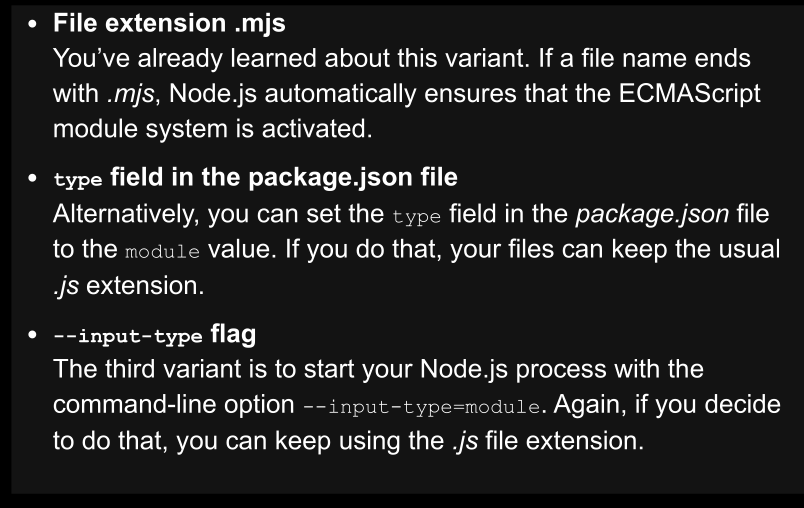 • File extension .mjs
You’ve already learned about this variant. If a file name ends
with .mjs, Node.js automatically ensures that the ECMAScript
module system is activated.
• type field in the package.json file
Alternatively, you can set the type field in the package.json file
to the module value. If you do that, your files can keep the usual
.js extension.
• --input-type flag
The third variant is to start your Node.js process with the
command-line option --input-type=module. Again, if you decide
to do that, you can keep using the .js file extension.